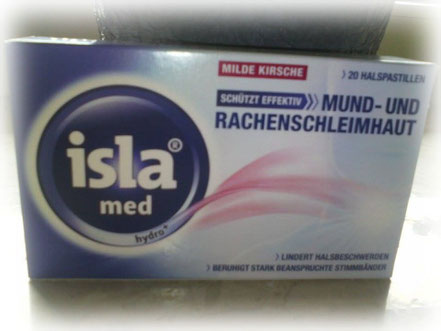 MILDE KIRSCHE
> 20 HALSPASTILLEN
SCHÜTZT EFFEKTIV >>> MUND- UND
RACHENSCHLEIMHAUT
isla®
med
hydro+
> LINDERT HALSBESCHWERDEN
> BERUHIGT STARK BEANSPRUCHTE STIMMBÄNDER